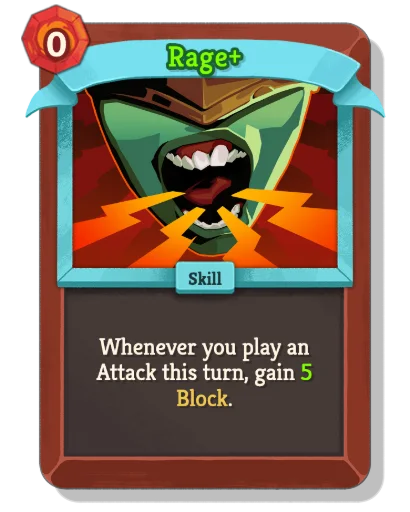 0
Rage+
Skill
Whenever you play an
Attack this turn, gain 5
Block.